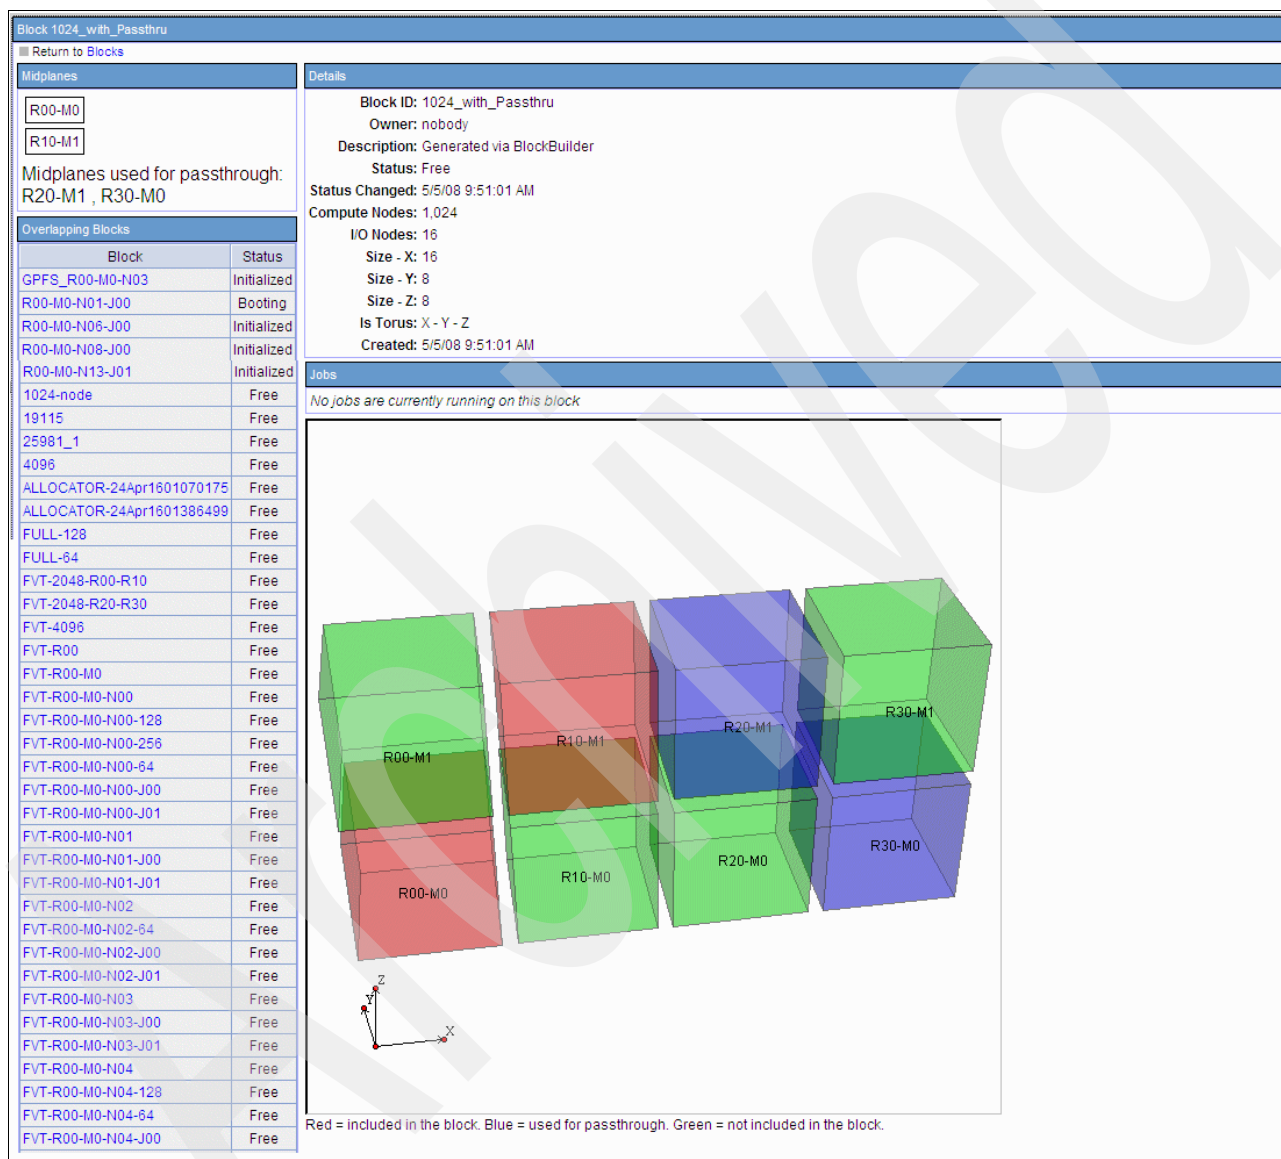 Block 1024_with_Passthru
Return to Blocks
Midplanes
R00-M0
R10-M1
Midplanes used for passthrough:
R20-M1 , R30-M0
Overlapping Blocks
Block Status
GPFS_R00-M0-N03 Initialized
R00-M0-N01-J00 Booting
R00-M0-N06-J00 Initialized
R00-M0-N08-J00 Initialized
R00-M0-N13-J01 Initialized
1024-node Free
19115 Free
25981_1 Free
4096 Free
ALLOCATOR-24Apr1601070175 Free
ALLOCATOR-24Apr1601386499 Free
FULL-128 Free
FULL-64 Free
FVT-2048-R00-R10 Free
FVT-2048-R20-R30 Free
FVT-4096 Free
FVT-R00 Free
FVT-R00-M0 Free
FVT-R00-M0-N00 Free
FVT-R00-M0-N00-128 Free
FVT-R00-M0-N00-256 Free
FVT-R00-M0-N00-64 Free
FVT-R00-M0-N00-J00 Free
FVT-R00-M0-N00-J01 Free
FVT-R00-M0-N01 Free
FVT-R00-M0-N01-J00 Free
FVT-R00-M0-N01-J01 Free
FVT-R00-M0-N02 Free
FVT-R00-M0-N02-64 Free
FVT-R00-M0-N02-J00 Free
FVT-R00-M0-N02-J01 Free
FVT-R00-M0-N03 Free
FVT-R00-M0-N03-J00 Free
FVT-R00-M0-N03-J01 Free
FVT-R00-M0-N04 Free
FVT-R00-M0-N04-128 Free
FVT-R00-M0-N04-64 Free
FVT-R00-M0-N04-J00 Free
Details
Block ID: 1024_with_Passthru
Owner: nobody
Description: Generated via BlockBuilder
Status: Free
Status Changed: 5/5/08 9:51:01 AM
Compute Nodes: 1,024
I/O Nodes: 16
Size - X: 16
Size - Y: 8
Size - Z: 8
Is Torus: X - Y - Z
Created: 5/5/08 9:51:01 AM
Jobs
No jobs are currently running on this block
R00-M1
R10-M1
R20-M1
R30-M1
R00-M0
R10-M0
R20-M0
R30-M0
Z
Y
X
Red = included in the block. Blue = used for passthrough. Green = not included in the block.
Archived